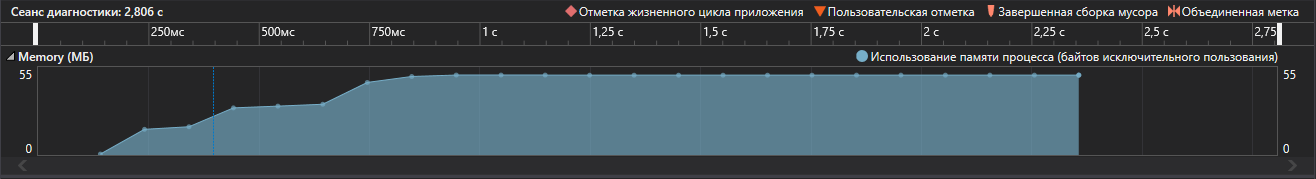 Сеанс диагностики: 2,806 с
Отметка жизненного цикла приложения Пользовательская отметка Завершенная сборка мусора Объединенная метка
250мс 500мс 750мс 1 с 1,25 с 1,5 с 1,75 с 2 с 2,25 с 2,5 с 2,75
Memory (МБ) Использование памяти процесса (байтов исключительного пользования)
55 55
0 0